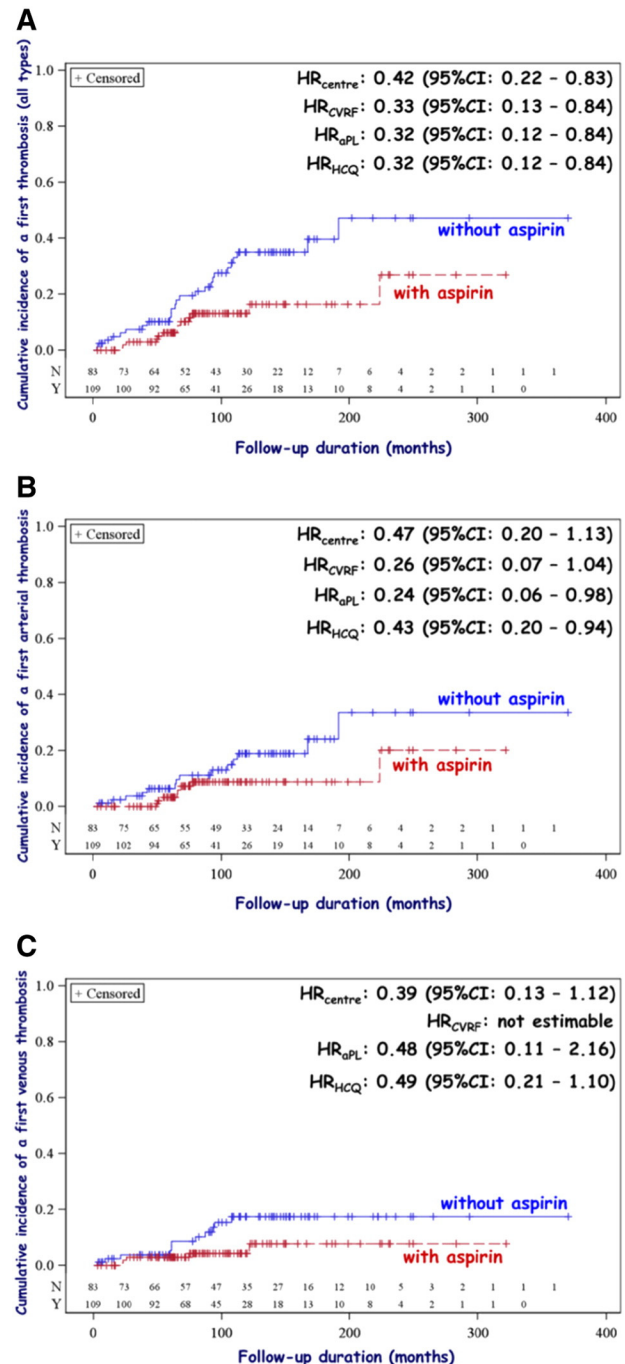 A
Cumulative incidence of a first thrombosis (all types)
+ Censored
HRcentre: 0.42 (95%CI: 0.22 - 0.83)
HRCVRF: 0.33 (95%CI: 0.13 - 0.84)
HRaPL: 0.32 (95%CI: 0.12 - 0.84)
HRHCQ: 0.32 (95%CI: 0.12 - 0.84)
1.0
0.8
0.6
0.4
0.2
0.0
without aspirin
with aspirin
N 83 73 64 52 43 30 22 12 7 6 4 2 2 1 1 1
Y 109 100 92 65 41 26 18 13 10 8 4 2 1 1 0
0 100 200 300 400
Follow-up duration (months)
B
Cumulative incidence of a first arterial thrombosis
+ Censored
HRcentre: 0.47 (95%CI: 0.20 - 1.13)
HRCVRF: 0.26 (95%CI: 0.07 - 1.04)
HRaPL: 0.24 (95%CI: 0.06 - 0.98)
HRHCQ: 0.43 (95%CI: 0.20 - 0.94)
1.0
0.8
0.6
0.4
0.2
0.0
without aspirin
with aspirin
N 83 75 65 55 49 33 24 14 7 6 4 2 2 1 1 1
Y 109 102 94 65 41 26 19 14 10 8 4 2 1 1 0
0 100 200 300 400
Follow-up duration (months)
C
Cumulative incidence of a first venous thrombosis
+ Censored
HRcentre: 0.39 (95%CI: 0.13 - 1.12)
HRCVRF: not estimable
HRaPL: 0.48 (95%CI: 0.11 - 2.16)
HRHCQ: 0.49 (95%CI: 0.21 - 1.10)
1.0
0.8
0.6
0.4
0.2
0.0
without aspirin
with aspirin
N 83 73 66 57 47 35 27 16 12 10 5 3 2 1 1 1
Y 109 100 92 68 45 28 18 13 10 8 4 2 1 1 0
0 100 200 300 400
Follow-up duration (months)